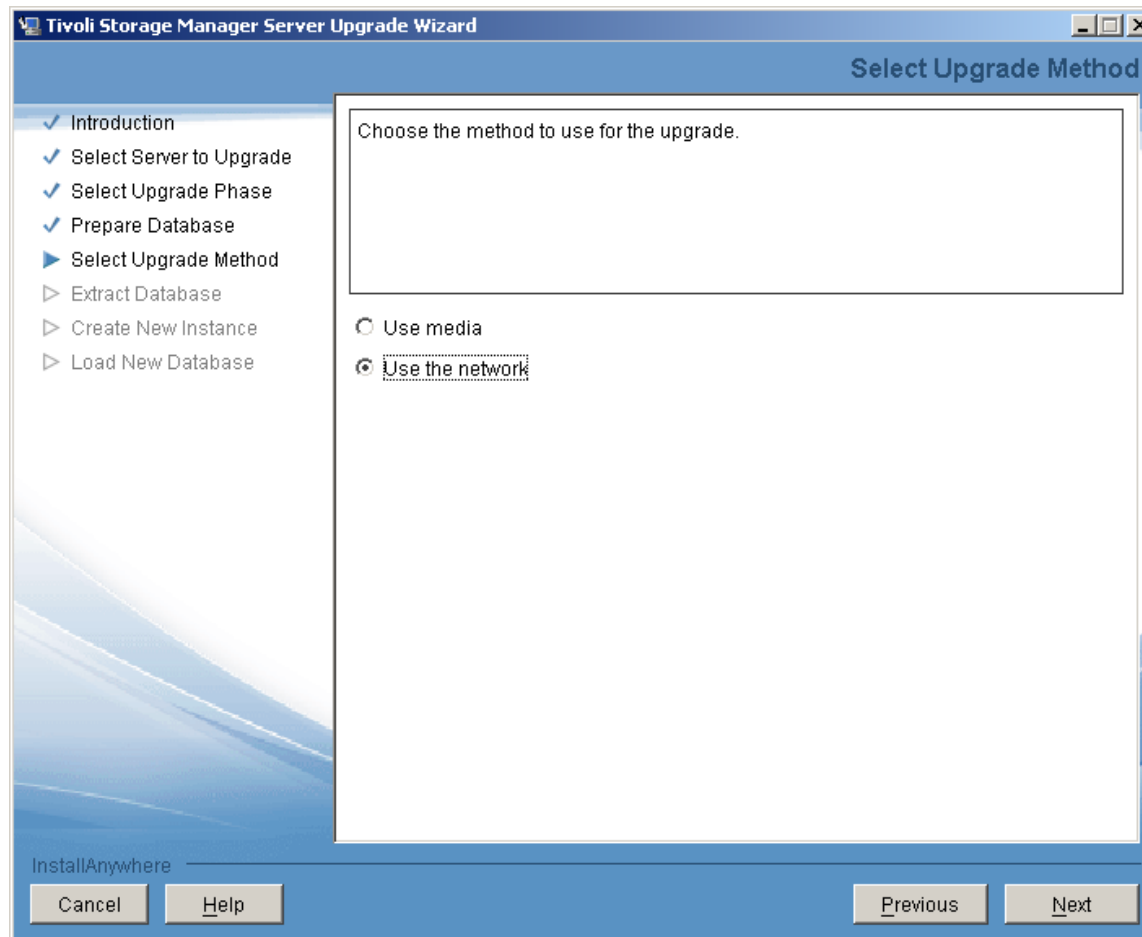 Tivoli Storage Manager Server Upgrade Wizard
Select Upgrade Method
Introduction
Select Server to Upgrade
Select Upgrade Phase
Prepare Database
Select Upgrade Method
Extract Database
Create New Instance
Load New Database
Choose the method to use for the upgrade.
Use media
Use the network
InstallAnywhere
Cancel
Help
Previous
Next